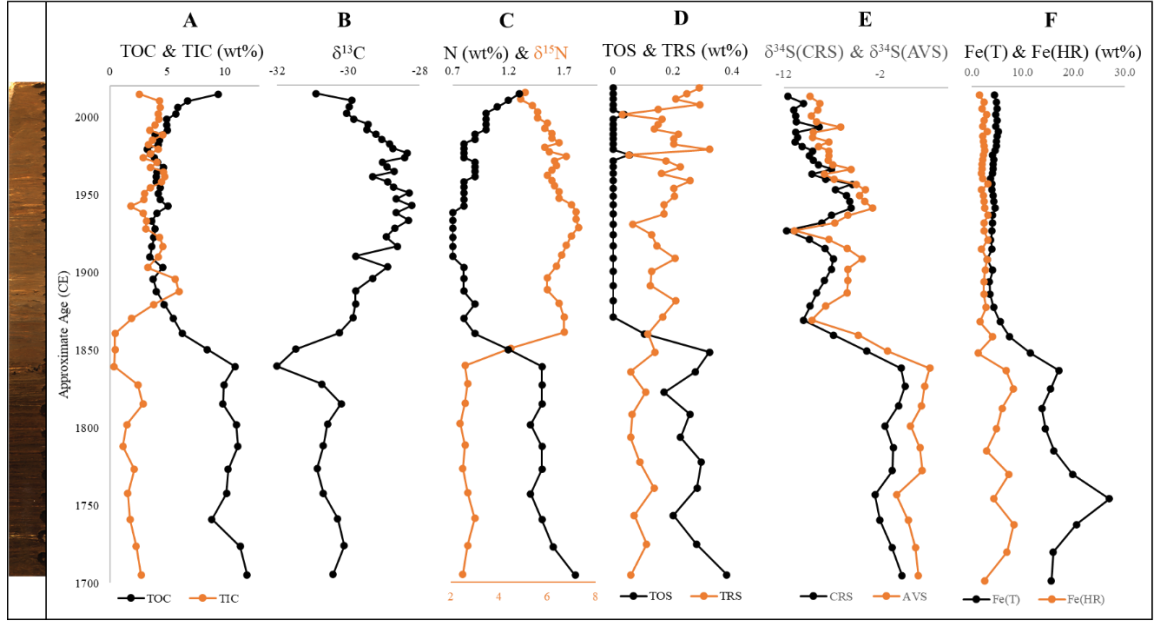 A B C D E F
TOC & TIC (wt%) δ¹³C N (wt%) & δ¹⁵N TOS & TRS (wt%) δ³⁴S(CRS) & δ³⁴S(AVS) Fe(T) & Fe(HR) (wt%)
0 5 10 -32 -30 -28 0.7 1.2 1.7 0 0.2 0.4 -12 -2 0.0 10.0 20.0 30.0
Approximate Age (CE)
2000
1950
1900
1850
1800
1750
1700
2 4 6 8
TOC TIC TOS TRS CRS AVS Fe(T) Fe(HR)